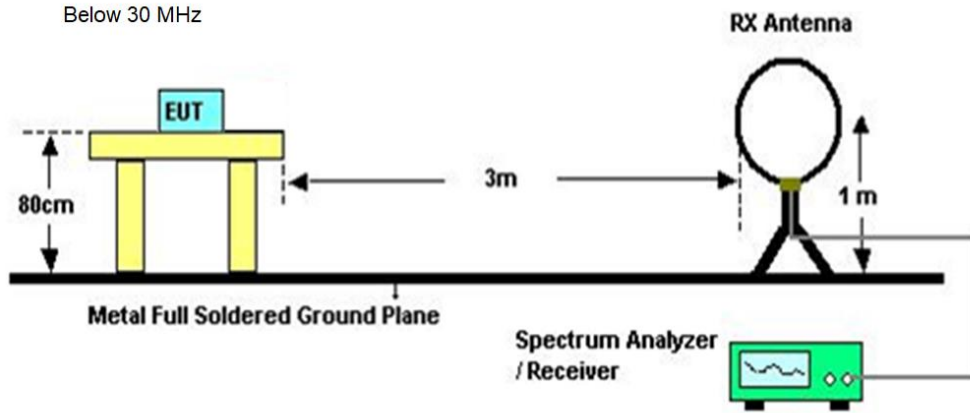 Below 30 MHz
RX Antenna
EUT
80cm
3m
1 m
Metal Full Soldered Ground Plane
Spectrum Analyzer
/ Receiver